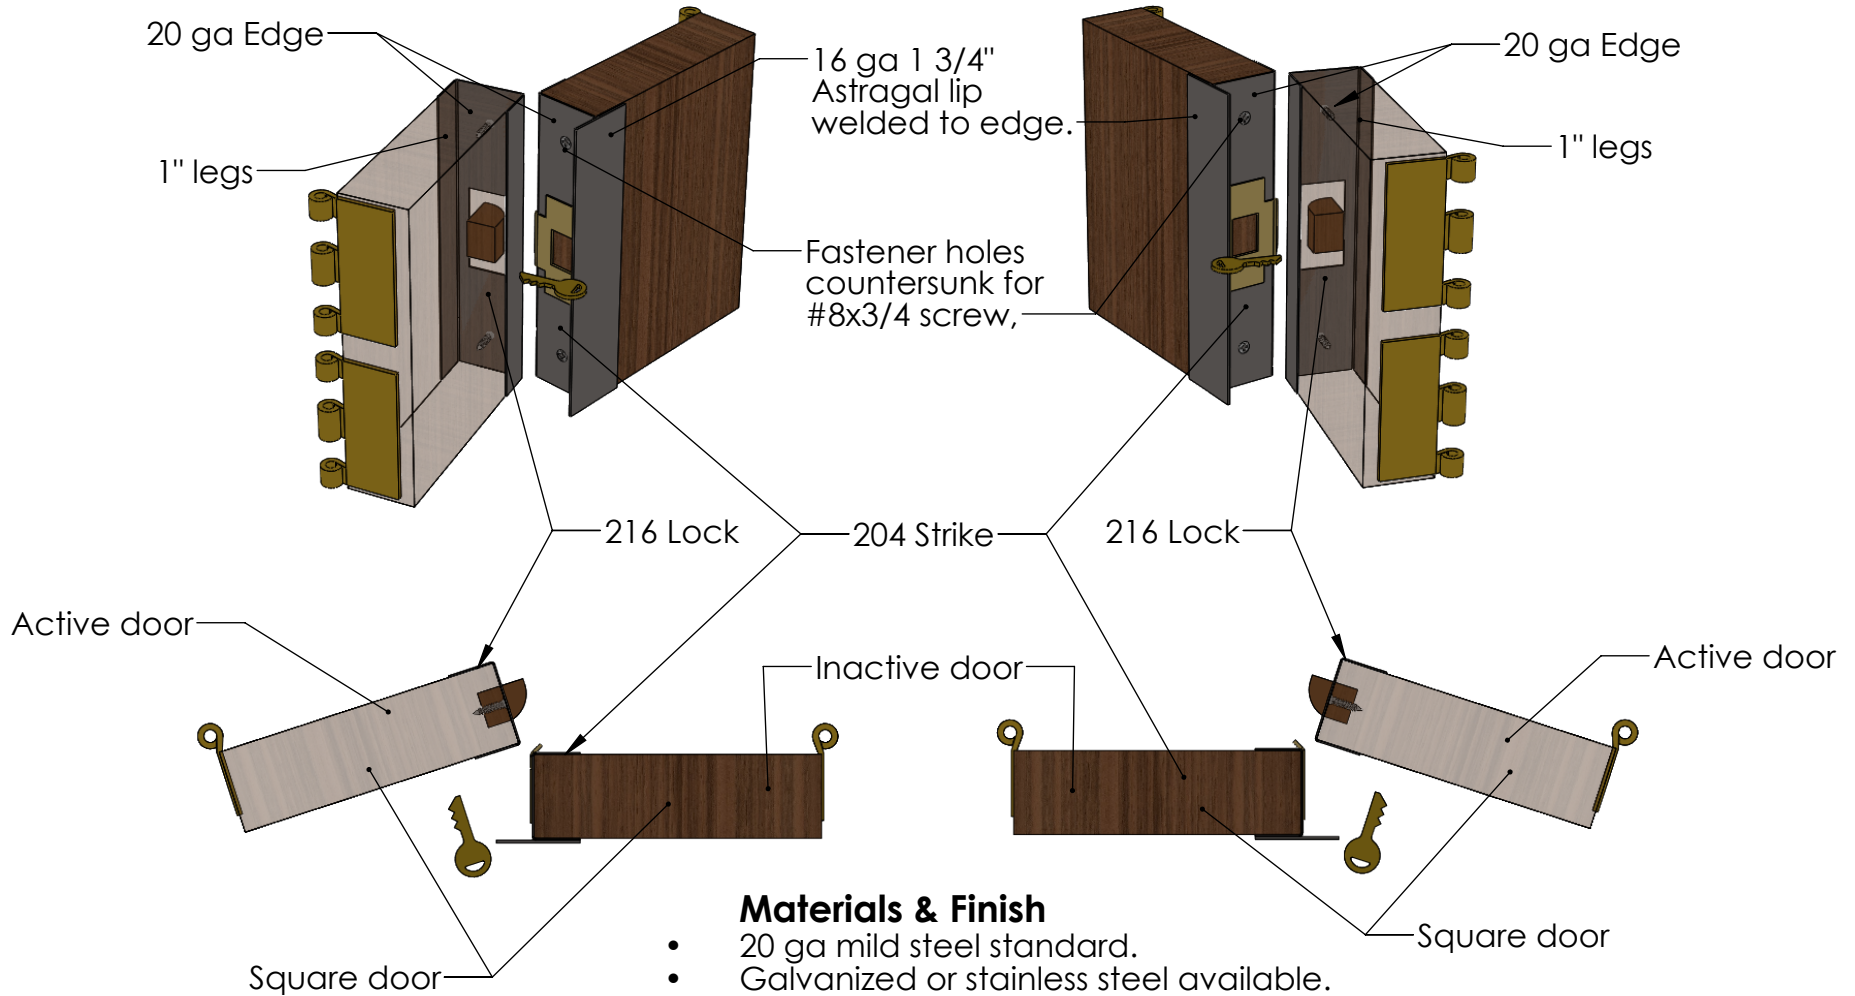 20 ga Edge
16 ga 1 3/4"
Astragal lip
welded to edge.
20 ga Edge
1" legs
1" legs
Fastener holes
countersunk for
#8x3/4 screw,
216 Lock
204 Strike
216 Lock
Active door
Inactive door
Active door
Materials & Finish
• 20 ga mild steel standard.
Square door
Square door
• Galvanized or stainless steel available.